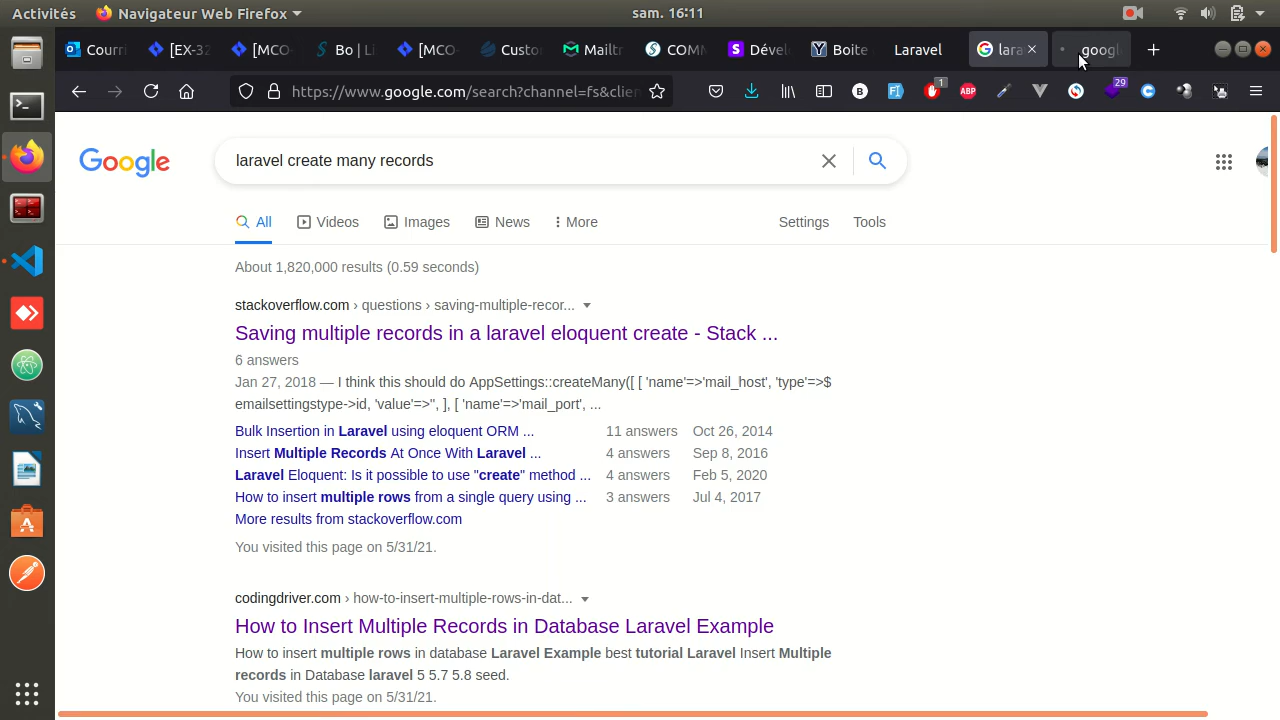 Activités
Navigateur Web Firefox
sam. 16:11
Courri
[EX-32
[MCO-
Bo | Li
[MCO-
Custo
Mailtr
COMM
Dével
Boite
Laravel
lara
googl
https://www.google.com/search?channel=fs&clien
1
ABP
29
Google
laravel create many records
All
Videos
Images
News
More
Settings
Tools
About 1,820,000 results (0.59 seconds)
stackoverflow.com › questions › saving-multiple-recor...
Saving multiple records in a laravel eloquent create - Stack ...
6 answers
Jan 27, 2018 — I think this should do AppSettings::createMany([ [ 'name'=>'mail_host', 'type'=>$
emailsettingstype->id, 'value'=>'', ], [ 'name'=>'mail_port', ...
Bulk Insertion in Laravel using eloquent ORM ... 11 answers Oct 26, 2014
Insert Multiple Records At Once With Laravel ... 4 answers Sep 8, 2016
Laravel Eloquent: Is it possible to use "create" method ... 4 answers Feb 5, 2020
How to insert multiple rows from a single query using ... 3 answers Jul 4, 2017
More results from stackoverflow.com
You visited this page on 5/31/21.
codingdriver.com › how-to-insert-multiple-rows-in-dat...
How to Insert Multiple Records in Database Laravel Example
How to insert multiple rows in database Laravel Example best tutorial Laravel Insert Multiple
records in Database laravel 5 5.7 5.8 seed.
You visited this page on 5/31/21.